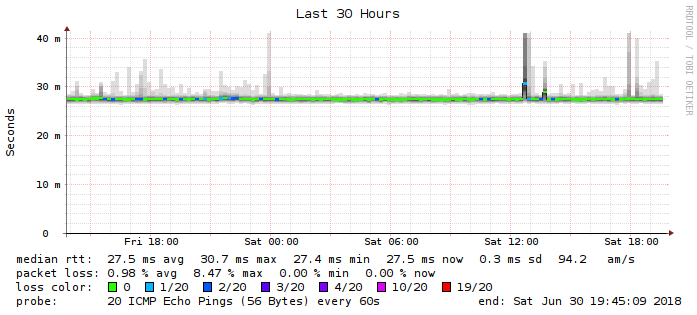 Last 30 Hours
RRDTOOL / TOBI OETIKER
Seconds
40 m
30 m
20 m
10 m
0
Fri 18:00 Sat 00:00 Sat 06:00 Sat 12:00 Sat 18:00
median rtt: 27.5 ms avg 30.7 ms max 27.4 ms min 27.5 ms now 0.3 ms sd 94.2 am/s
packet loss: 0.98 % avg 8.47 % max 0.00 % min 0.00 % now
loss color: 0 1/20 2/20 3/20 4/20 10/20 19/20
probe: 20 ICMP Echo Pings (56 Bytes) every 60s end: Sat Jun 30 19:45:09 2018